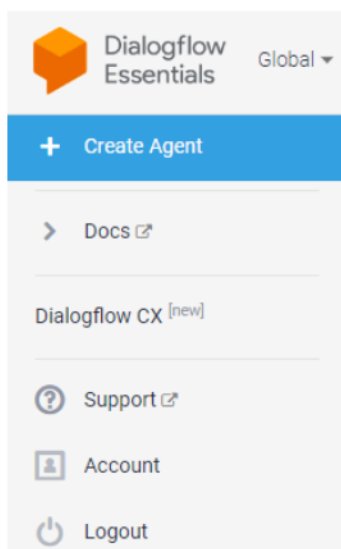 Dialogflow
Essentials
Global
Create Agent
Docs
Dialogflow CX [new]
Support
Account
Logout